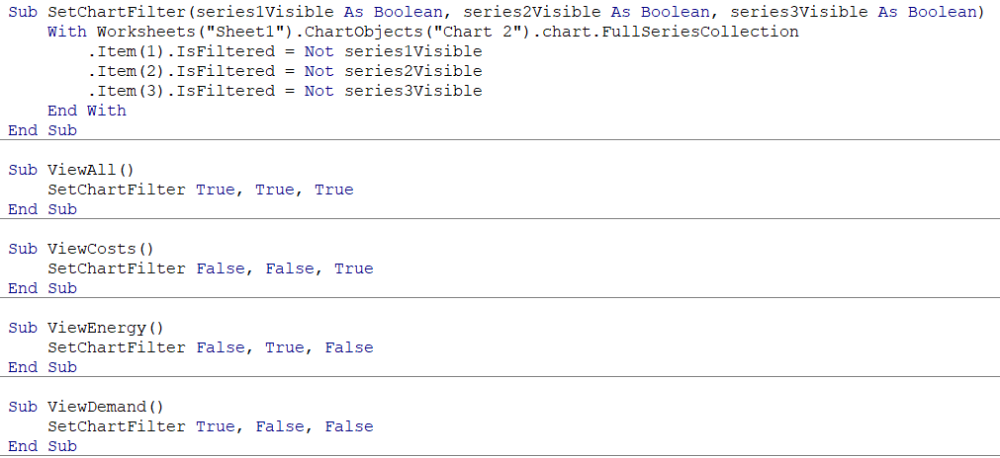 Sub SetChartFilter(series1Visible As Boolean, series2Visible As Boolean, series3Visible As Boolean)
    With Worksheets("Sheet1").ChartObjects("Chart 2").chart.FullSeriesCollection
        .Item(1).IsFiltered = Not series1Visible
        .Item(2).IsFiltered = Not series2Visible
        .Item(3).IsFiltered = Not series3Visible
    End With
End Sub

Sub ViewAll()
    SetChartFilter True, True, True
End Sub

Sub ViewCosts()
    SetChartFilter False, False, True
End Sub

Sub ViewEnergy()
    SetChartFilter False, True, False
End Sub

Sub ViewDemand()
    SetChartFilter True, False, False
End Sub